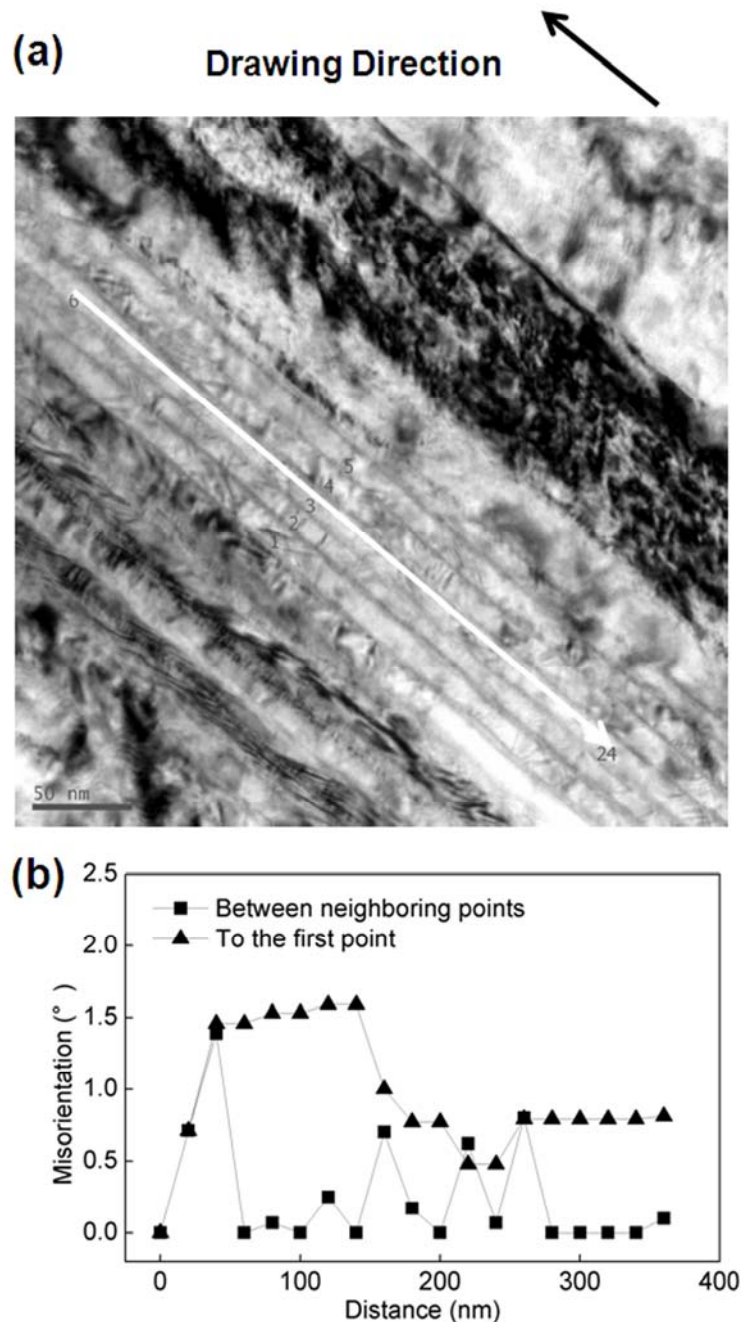 (a)
Drawing Direction
6
5
4
3
2
1
24
50 nm
(b)
2.5
2.0
1.5
1.0
0.5
0.0
Misorientation (°)
Between neighboring points
To the first point
0 100 200 300 400
Distance (nm)